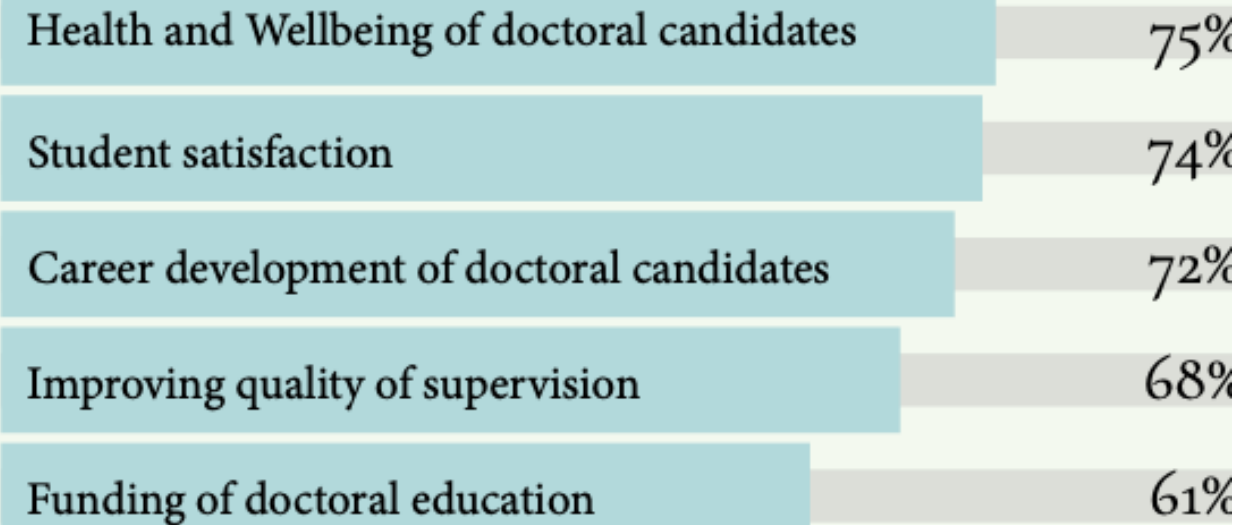 Health and Wellbeing of doctoral candidates 75%
Student satisfaction 74%
Career development of doctoral candidates 72%
Improving quality of supervision 68%
Funding of doctoral education 61%